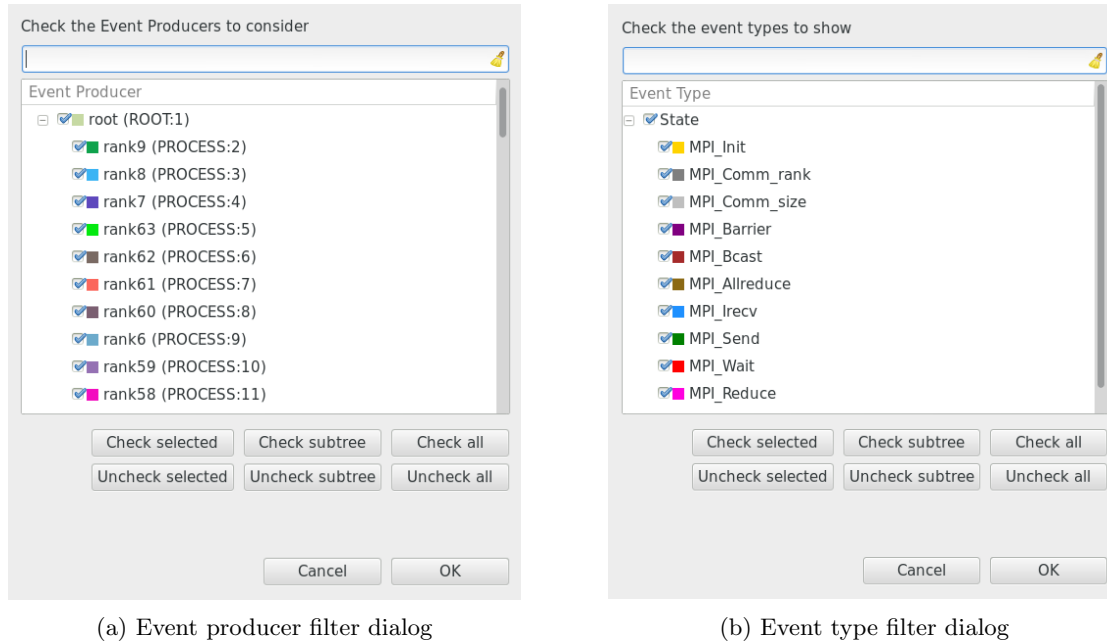 Check the Event Producers to consider
Event Producer
root (ROOT:1)
rank9 (PROCESS:2)
rank8 (PROCESS:3)
rank7 (PROCESS:4)
rank63 (PROCESS:5)
rank62 (PROCESS:6)
rank61 (PROCESS:7)
rank60 (PROCESS:8)
rank6 (PROCESS:9)
rank59 (PROCESS:10)
rank58 (PROCESS:11)
Check selected Check subtree Check all
Uncheck selected Uncheck subtree Uncheck all
Cancel OK
(a) Event producer filter dialog
Check the event types to show
Event Type
State
MPI_Init
MPI_Comm_rank
MPI_Comm_size
MPI_Barrier
MPI_Bcast
MPI_Allreduce
MPI_Irecv
MPI_Send
MPI_Wait
MPI_Reduce
Check selected Check subtree Check all
Uncheck selected Uncheck subtree Uncheck all
Cancel OK
(b) Event type filter dialog